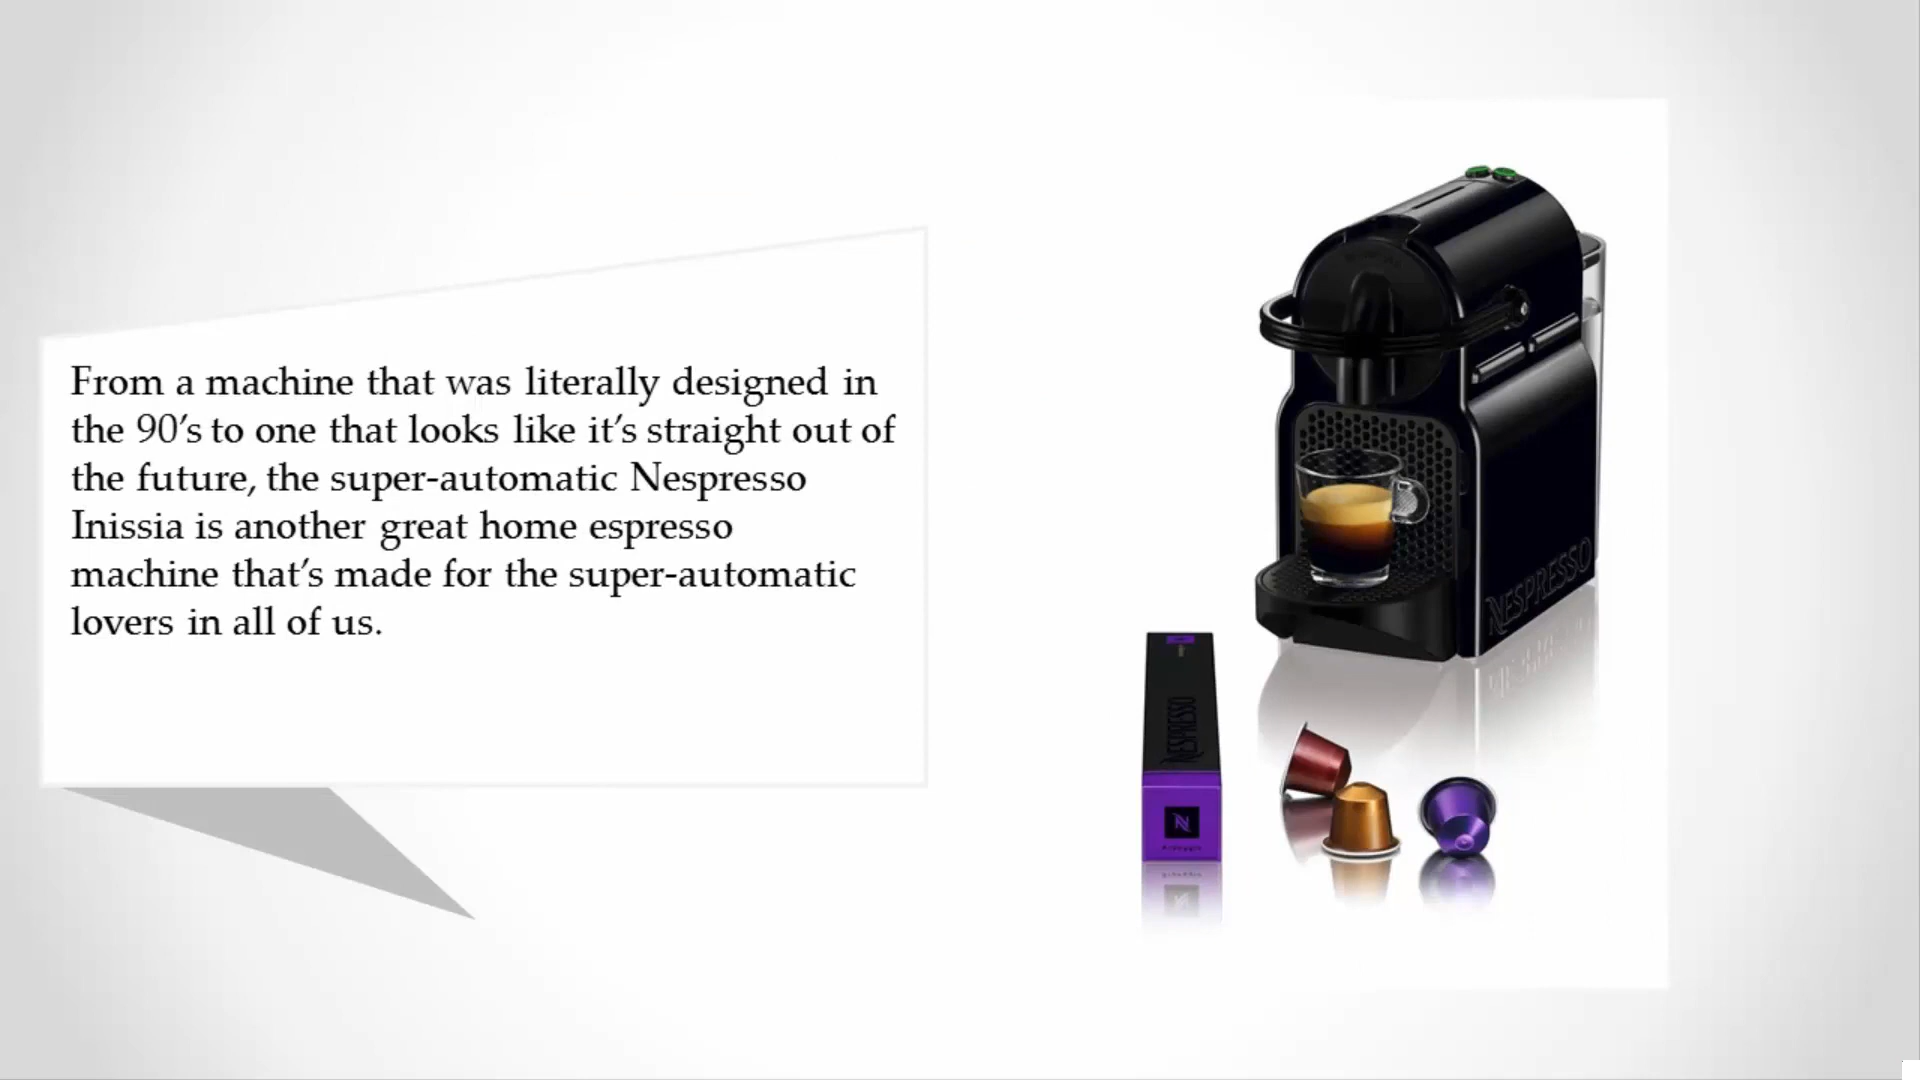 From a machine that was literally designed in
the 90’s to one that looks like it’s straight out of
the future, the super-automatic Nespresso
Inissia is another great home espresso
machine that’s made for the super-automatic
lovers in all of us.
NESPRESSO
NESPRESSO
N